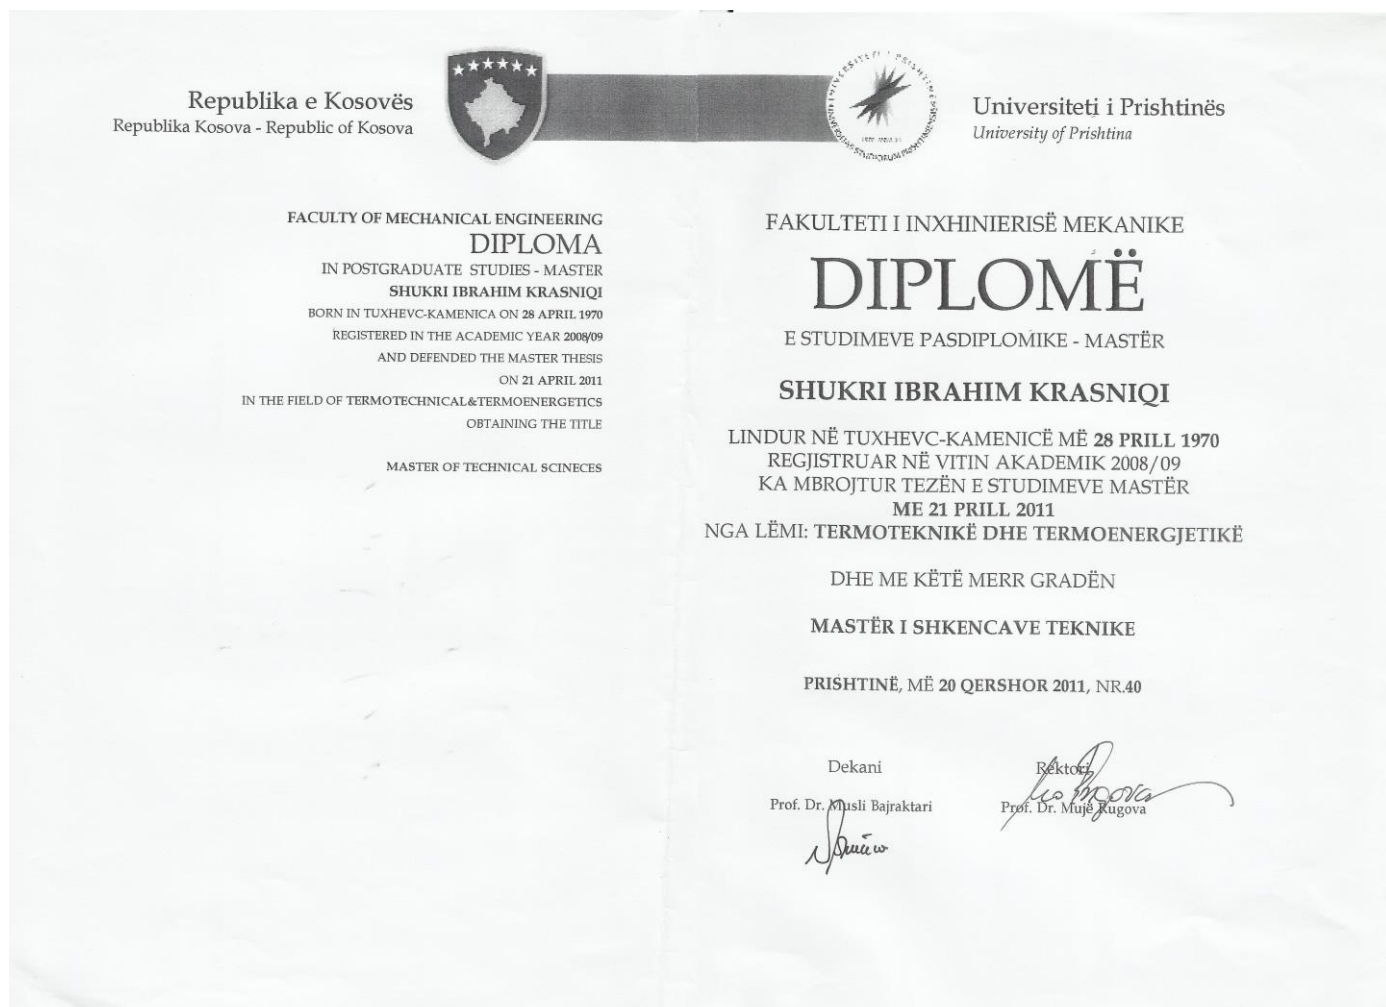 Republika e Kosovës
Republika Kosova - Republic of Kosova
Universiteti i Prishtinës
University of Prishtina
FACULTY OF MECHANICAL ENGINEERING
DIPLOMA
IN POSTGRADUATE STUDIES - MASTER
SHUKRI IBRAHIM KRASNIQI
BORN IN TUXHEVC-KAMENICA ON 28 APRIL 1970
REGISTERED IN THE ACADEMIC YEAR 2008/09
AND DEFENDED THE MASTER THESIS
ON 21 APRIL 2011
IN THE FIELD OF TERMOTECHNICAL&TERMOENERGETICS
OBTAINING THE TITLE
MASTER OF TECHNICAL SCINECES
FAKULTETI I INXHINIERISË MEKANIKE
DIPLOMË
E STUDIMEVE PASDIPLOMIKE - MASTËR
SHUKRI IBRAHIM KRASNIQI
LINDUR NË TUXHEVC-KAMENICË MË 28 PRILL 1970
REGJISTRUAR NË VITIN AKADEMIK 2008/09
KA MBROJTUR TEZËN E STUDIMEVE MASTËR
ME 21 PRILL 2011
NGA LËMI: TERMOTEKNIKË DHE TERMOENERGJETIKË
DHE ME KËTË MERR GRADËN
MASTËR I SHKENCAVE TEKNIKE
PRISHTINË, MË 20 QERSHOR 2011, NR.40
Dekani
Prof. Dr. Musli Bajraktari
Rektori
Prof. Dr. Mujë Rugova